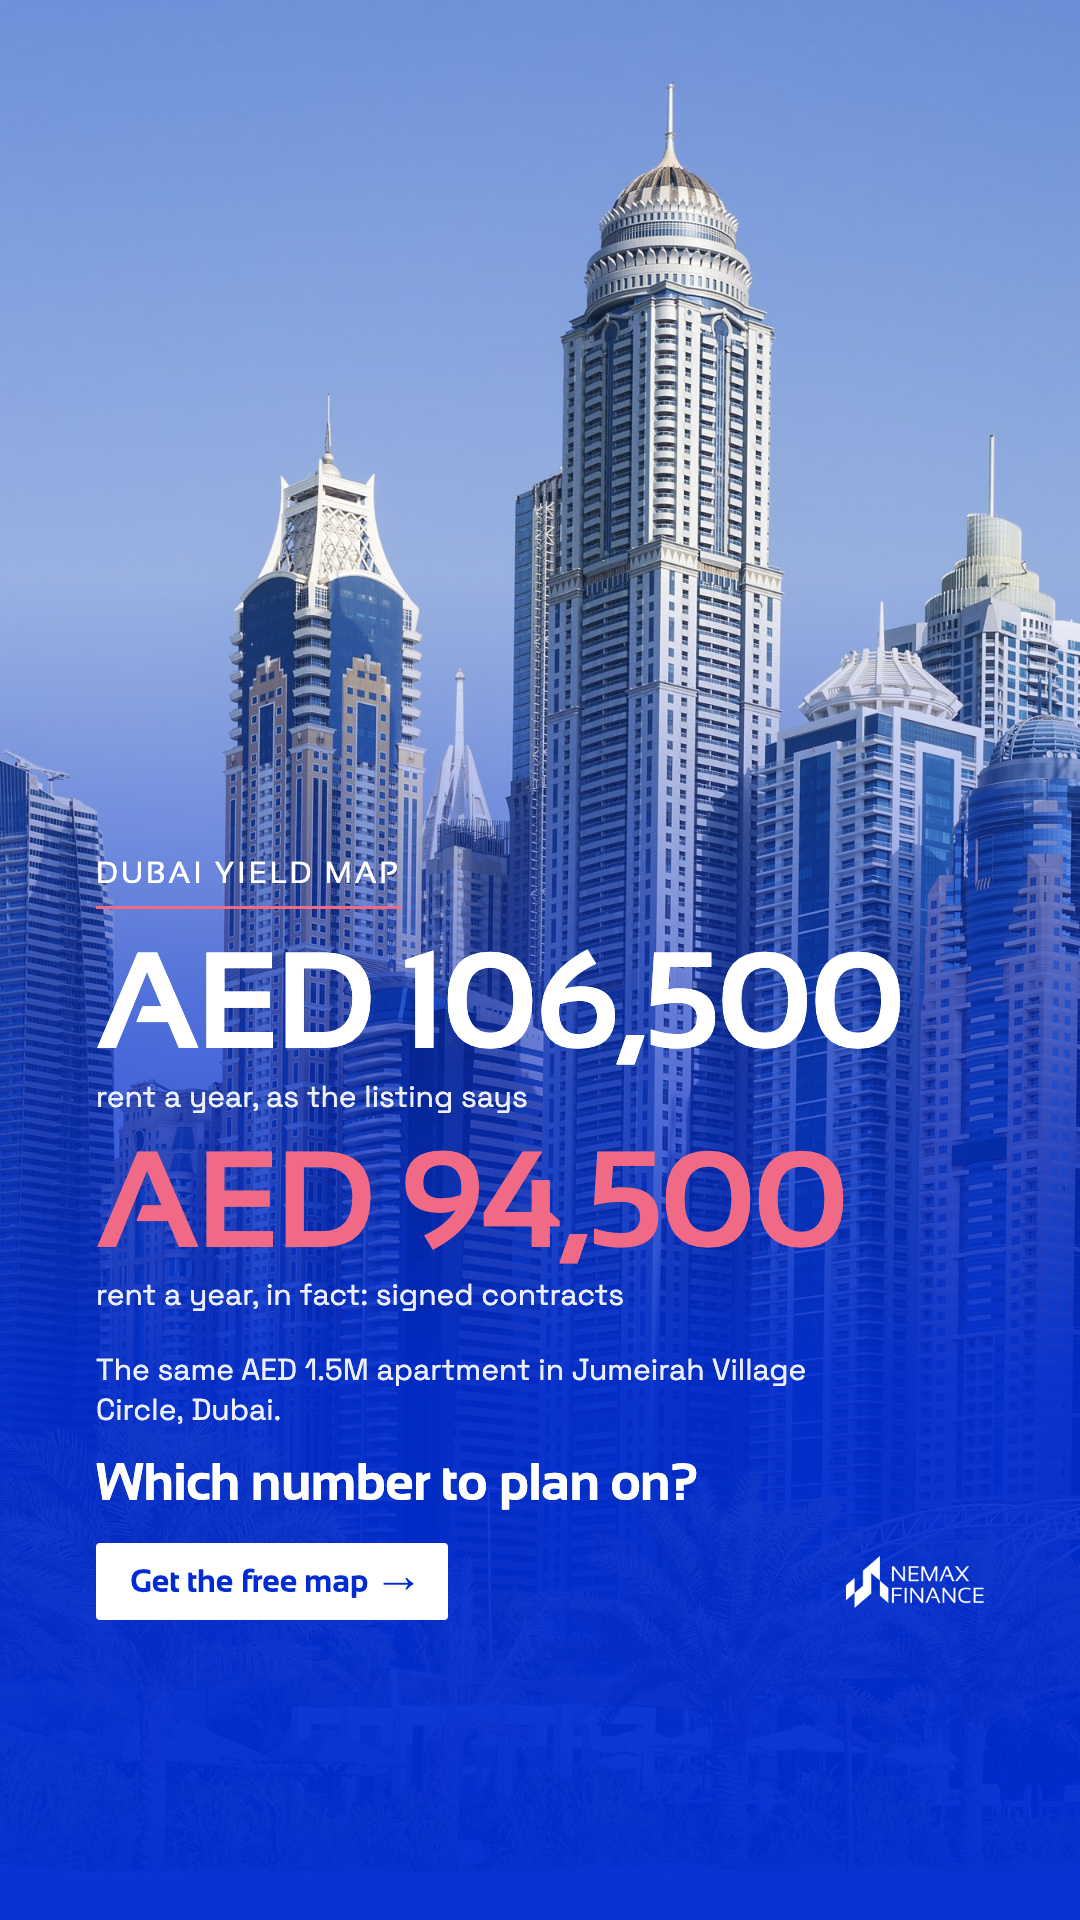 DUBAI YIELD MAP
AED 106,500
rent a year, as the listing says
AED 94,500
rent a year, in fact: signed contracts
The same AED 1.5M apartment in Jumeirah Village
Circle, Dubai.
Which number to plan on?
Get the free map →
NEMAX
FINANCE